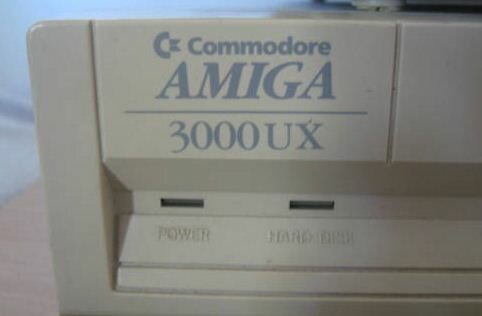 Commodore
AMIGA
3000UX
POWER
HARD DISK